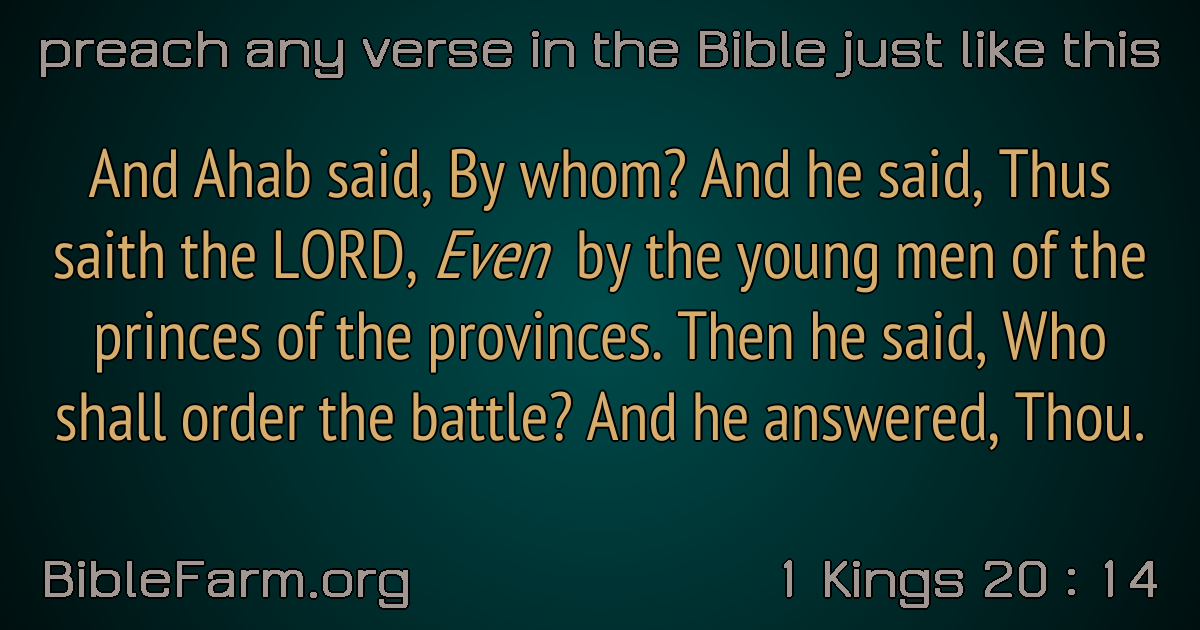 preach any verse in the Bible just like this
And Ahab said, By whom? And he said, Thus
saith the LORD, Even by the young men of the
princes of the provinces. Then he said, Who
shall order the battle? And he answered, Thou.
BibleFarm.org
1 Kings 20 : 14